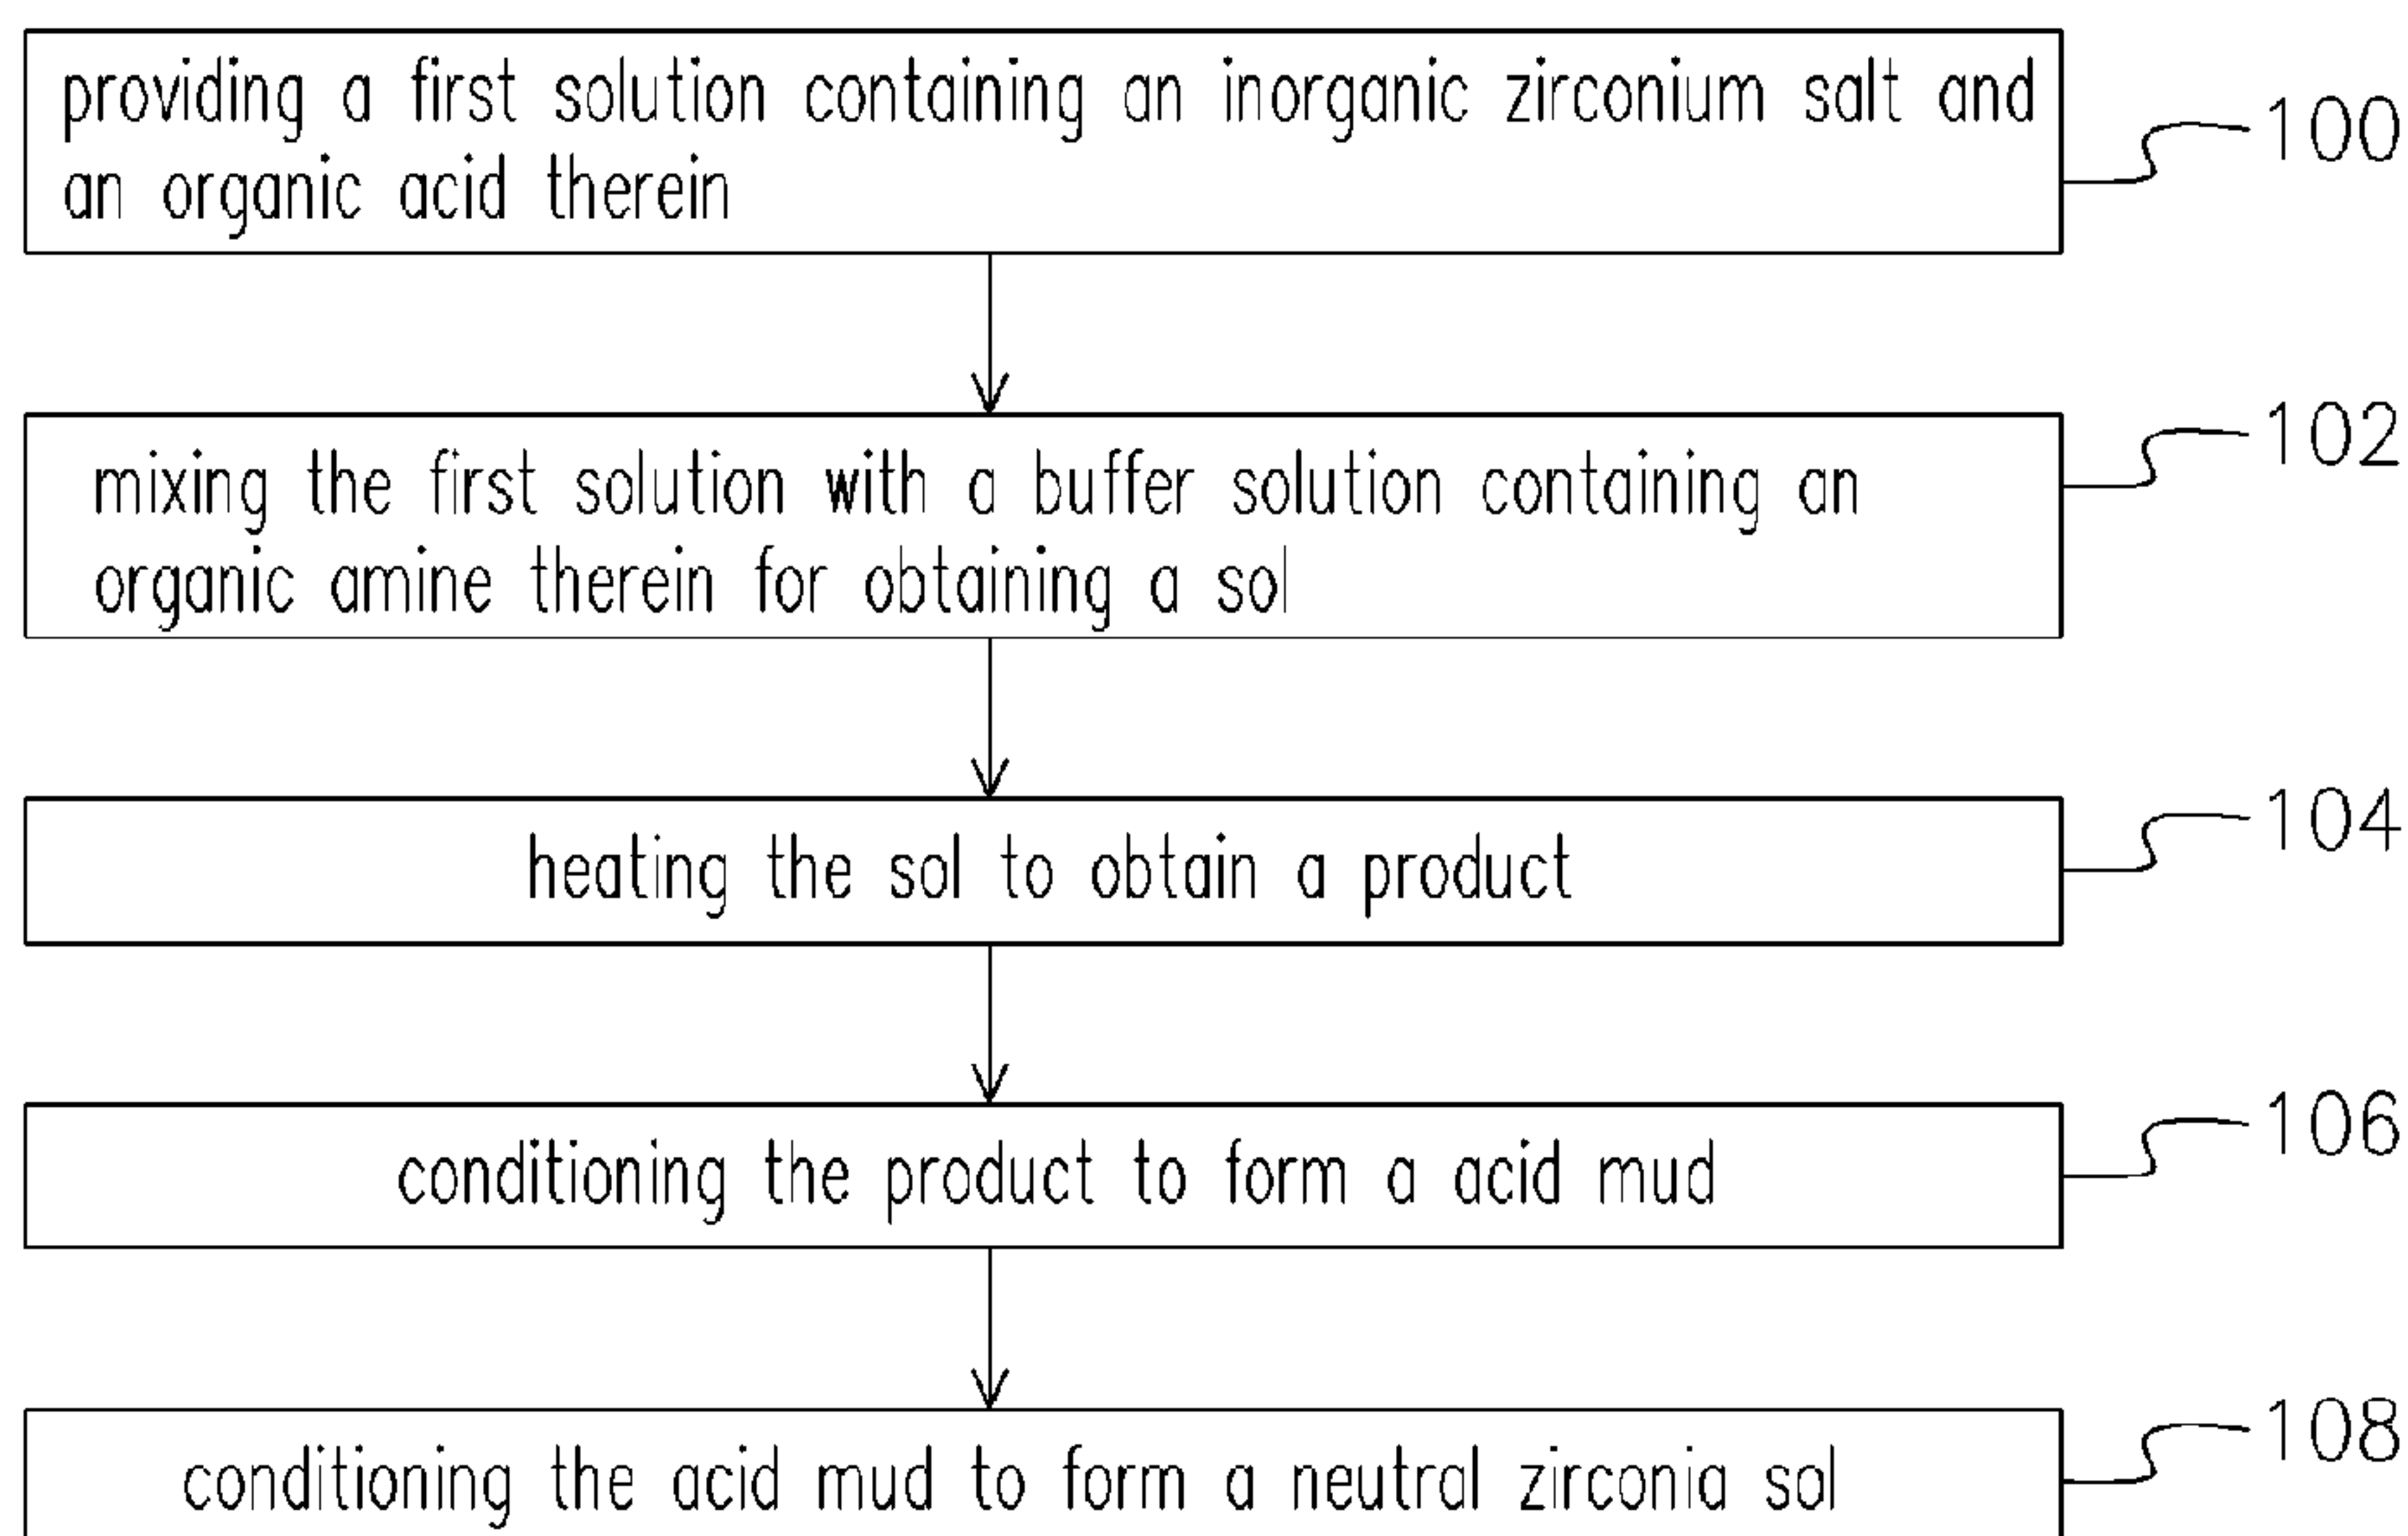 providing a first solution containing an inorganic zirconium salt and
an organic acid therein
100
mixing the first solution with a buffer solution containing an
organic amine therein for obtaining a sol
102
heating the sol to obtain a product
104
conditioning the product to form a acid mud
106
conditioning the acid mud to form a neutral zirconia sol
108